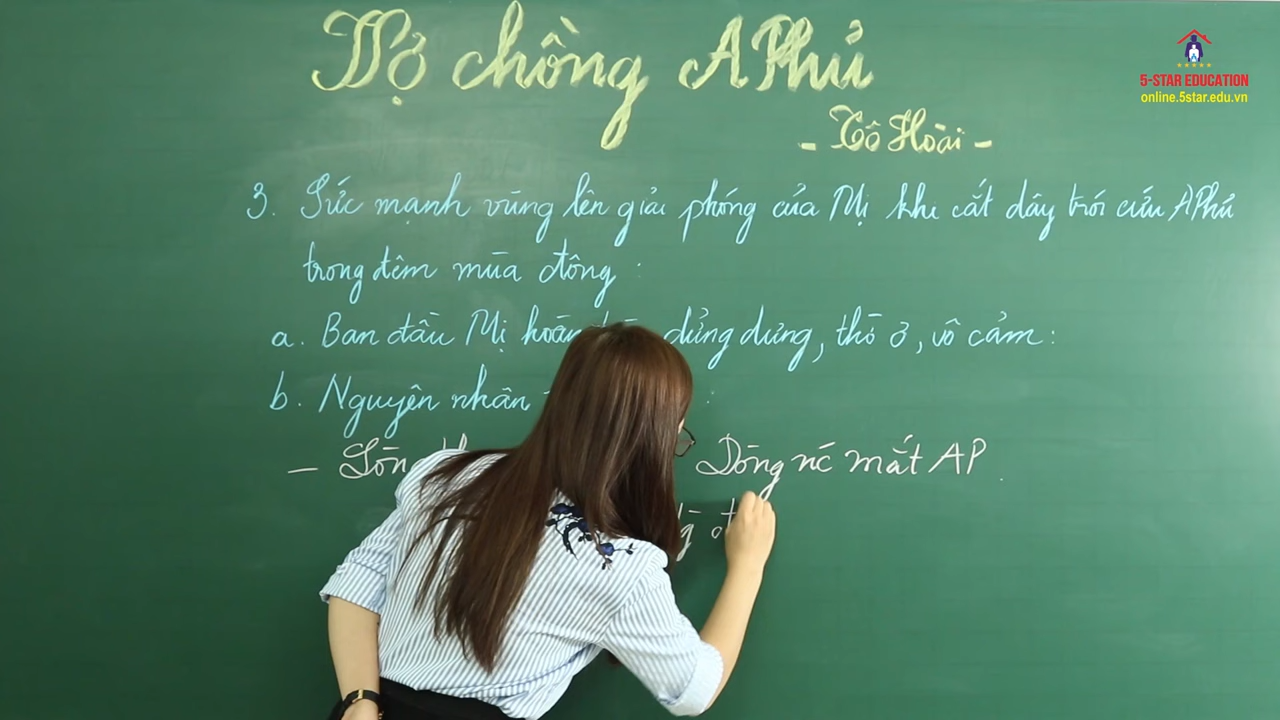 Vợ chồng A Phủ
- Tô Hoài -
5-STAR EDUCATION
online.5star.edu.vn
3. Sức mạnh vùng lên giải phóng của Mị khi cắt dây trói cứu A Phủ
trong đêm mùa đông :
a. Ban đầu Mị dửng dưng, thờ ơ, vô cảm :
b. Nguyên nhân :
- Dòng nc mắt AP .